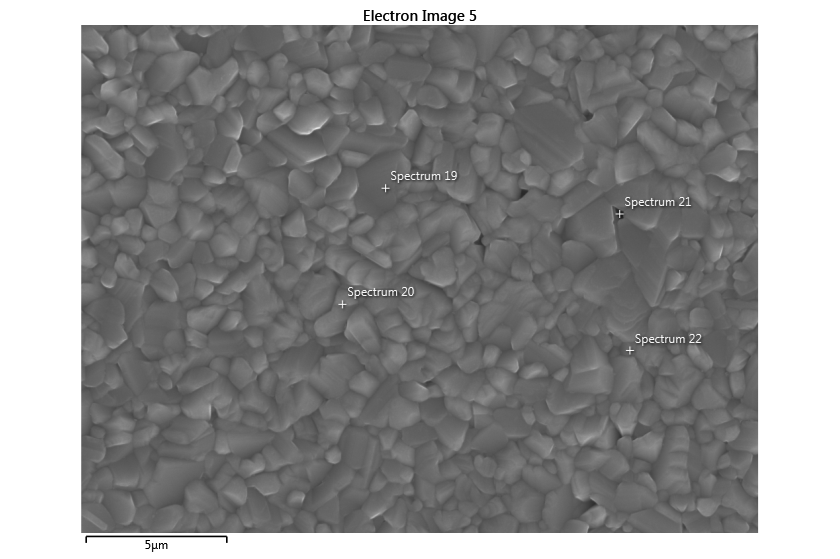 Electron Image 5
Spectrum 19
Spectrum 21
Spectrum 20
Spectrum 22
5µm